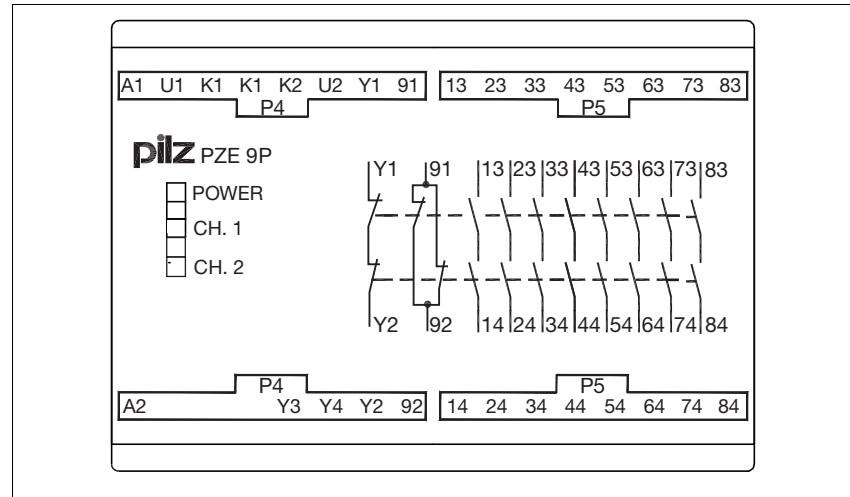 A1 U1 K1 K1 K2 U2 Y1 91 13 23 33 43 53 63 73 83
P4 P5
pilz PZE 9P
POWER
CH. 1
CH. 2
Y1 91 13 23 33 43 53 63 73 83
Y2 92 14 24 34 44 54 64 74 84
P4 P5
A2 Y3 Y4 Y2 92 14 24 34 44 54 64 74 84